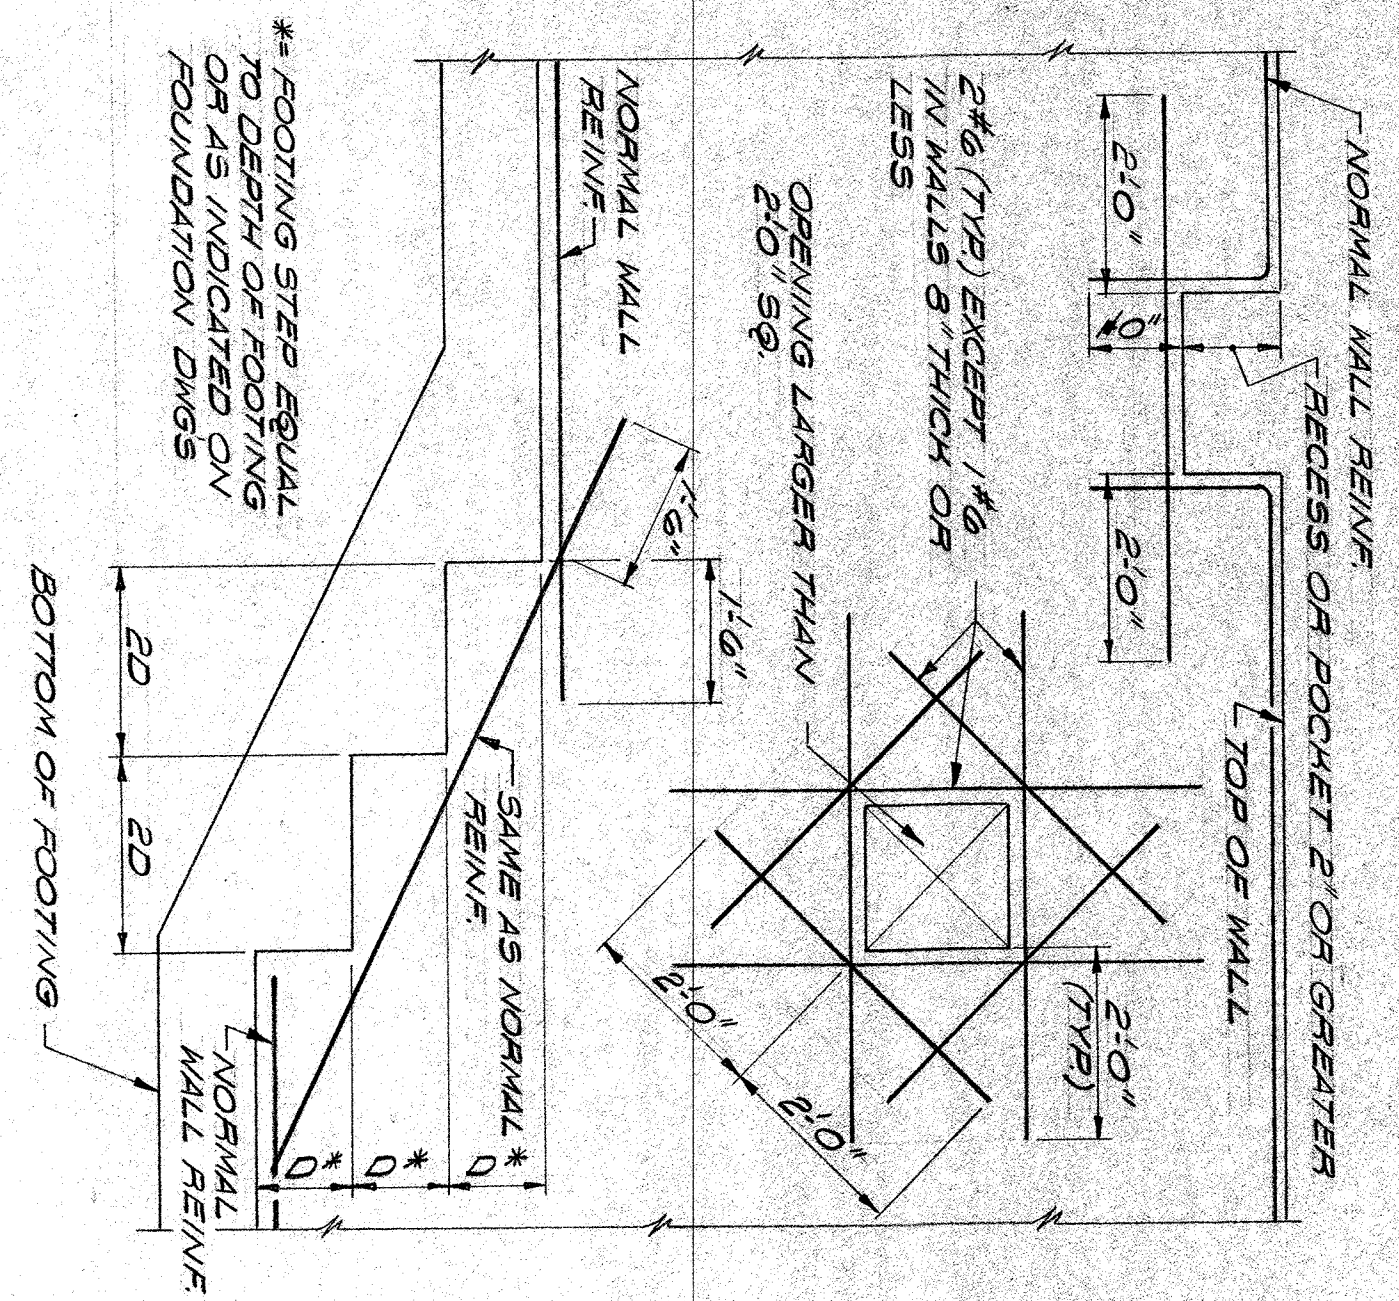 NORMAL WALL REINF.
RECESS OR POCKET 2" OR GREATER
TOP OF WALL
2'-0"
2'-0"
2'-0"
(TYP.)
2#6 (TYP.) EXCEPT 1#6
IN WALLS 8" THICK OR
LESS
OPENING LARGER THAN
2'-0" SQ.
2'-0"
2'-0"
NORMAL WALL
REINF.
1'-6"
1'-6"
SAME AS NORMAL
REINF.
D*
D*
D*
*= FOOTING STEP EQUAL
TO DEPTH OF FOOTING
OR AS INDICATED ON
FOUNDATION DWGS
2D
2D
NORMAL
WALL REINF.
BOTTOM OF FOOTING